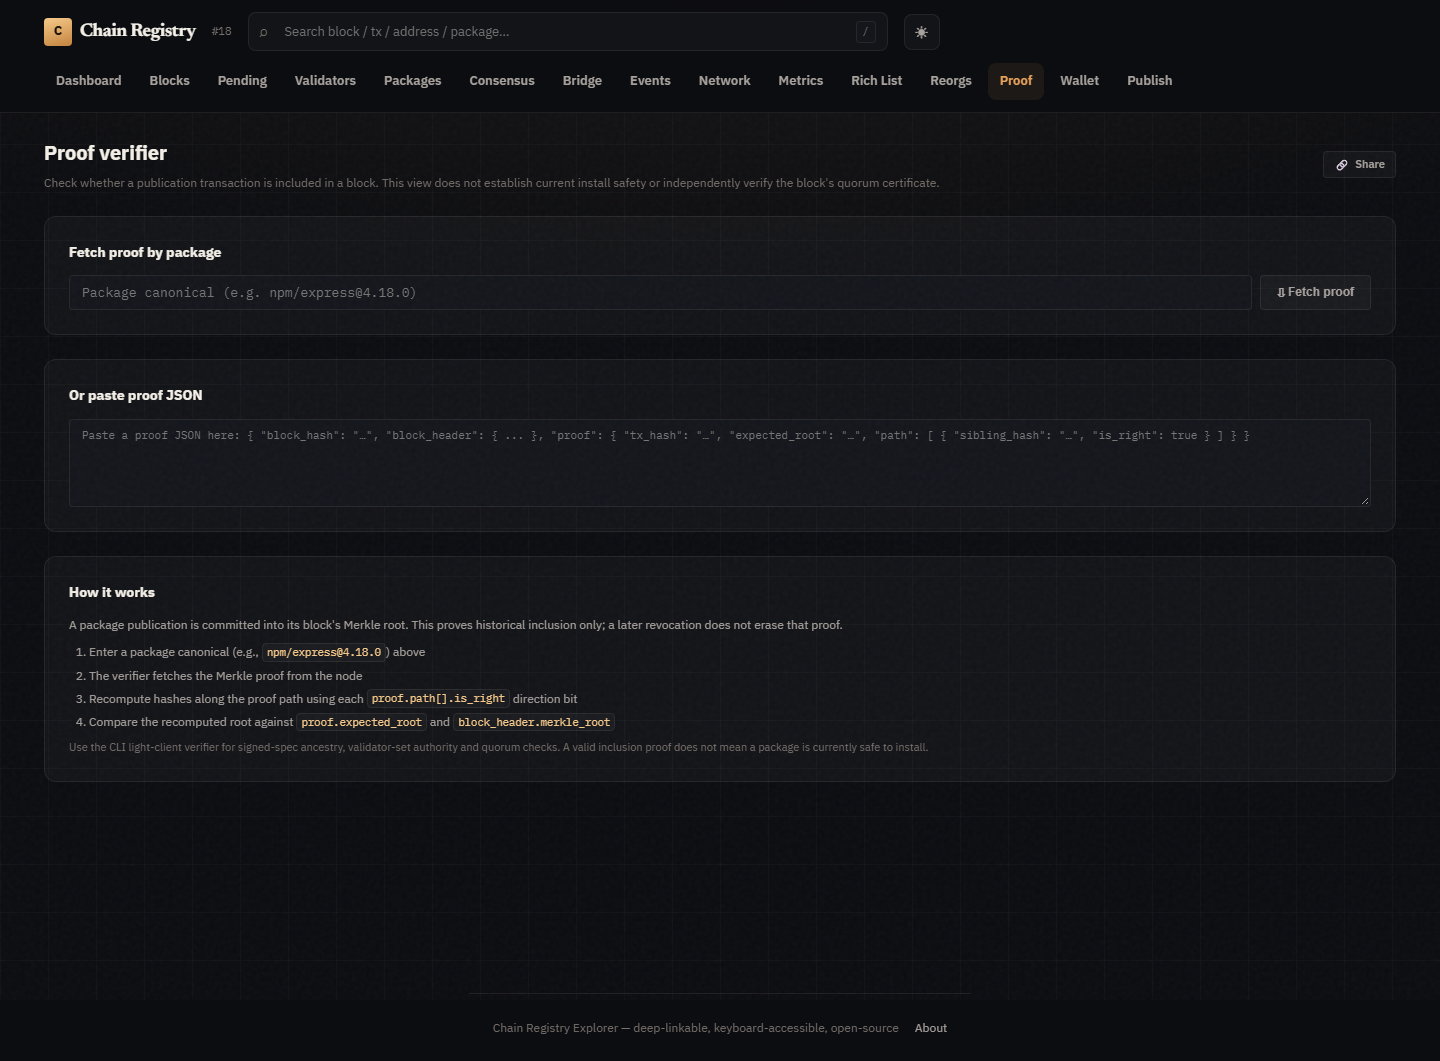 C Chain Registry #18 Search block / tx / address / package... /
Dashboard Blocks Pending Validators Packages Consensus Bridge Events Network Metrics Rich List Reorgs Proof Wallet Publish
Proof verifier
Share
Check whether a publication transaction is included in a block. This view does not establish current install safety or independently verify the block's quorum certificate.
Fetch proof by package
Package canonical (e.g. npm/express@4.18.0) ⇩ Fetch proof
Or paste proof JSON
Paste a proof JSON here: { "block_hash": "…", "block_header": { ... }, "proof": { "tx_hash": "…", "expected_root": "…", "path": [ { "sibling_hash": "…", "is_right": true } ] } }
How it works
A package publication is committed into its block's Merkle root. This proves historical inclusion only; a later revocation does not erase that proof.
1. Enter a package canonical (e.g., npm/express@4.18.0) above
2. The verifier fetches the Merkle proof from the node
3. Recompute hashes along the proof path using each proof.path[].is_right direction bit
4. Compare the recomputed root against proof.expected_root and block_header.merkle_root
Use the CLI light-client verifier for signed-spec ancestry, validator-set authority and quorum checks. A valid inclusion proof does not mean a package is currently safe to install.
Chain Registry Explorer — deep-linkable, keyboard-accessible, open-source About